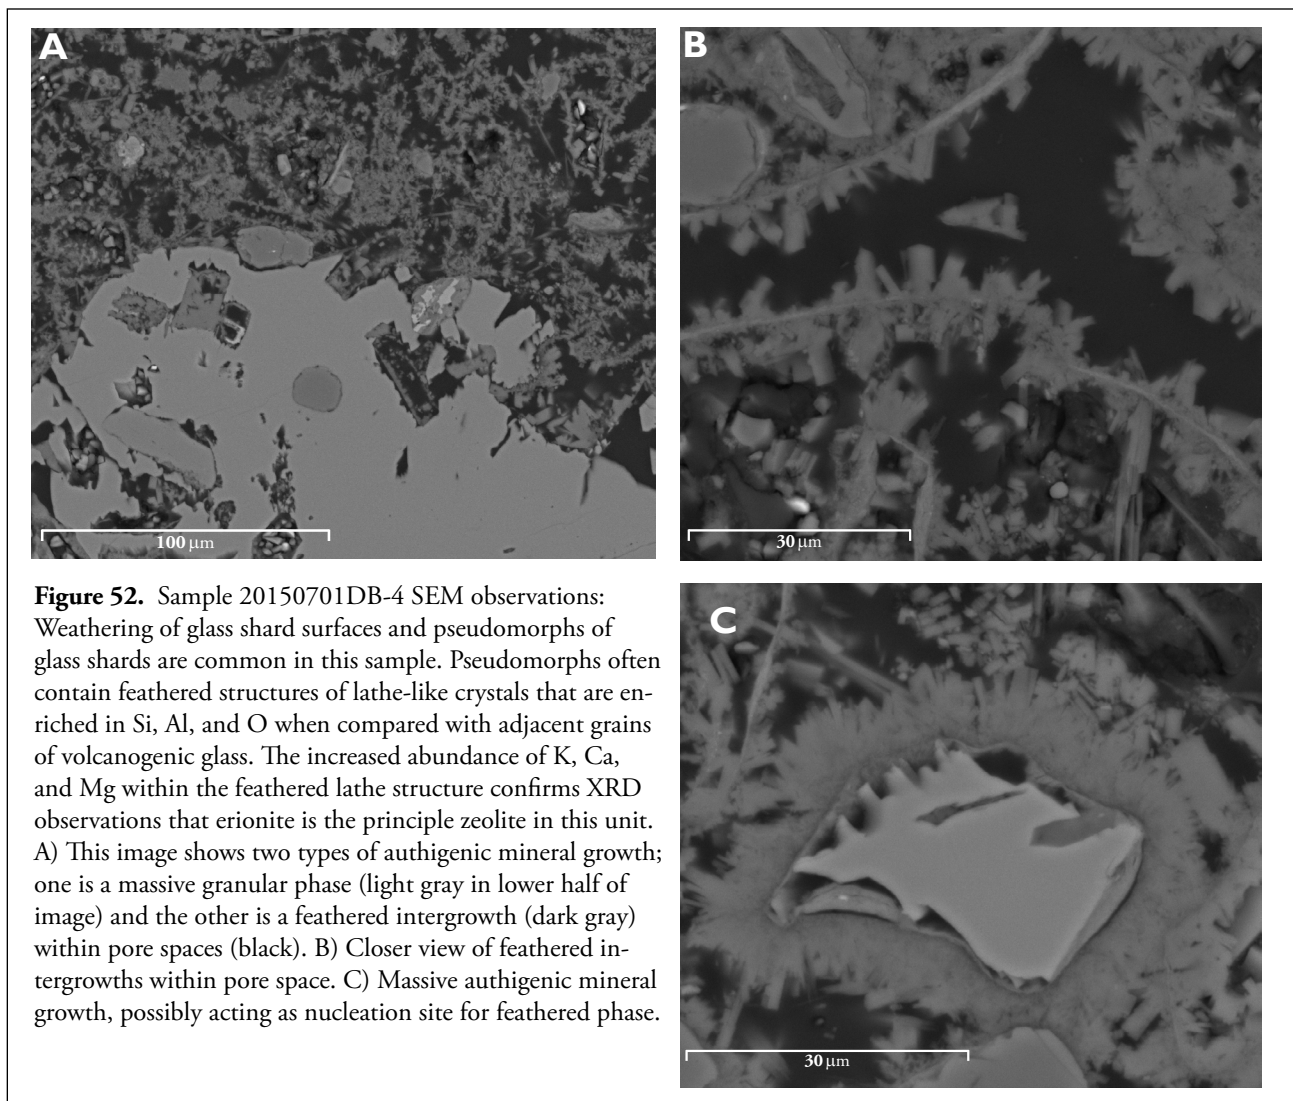 A
B
100 µm
30 µm
Figure 52. Sample 20150701DB-4 SEM observations:
Weathering of glass shard surfaces and pseudomorphs of
glass shards are common in this sample. Pseudomorphs often
contain feathered structures of lathe-like crystals that are en-
riched in Si, Al, and O when compared with adjacent grains
of volcanogenic glass. The increased abundance of K, Ca,
and Mg within the feathered lathe structure confirms XRD
observations that erionite is the principle zeolite in this unit.
A) This image shows two types of authigenic mineral growth;
one is a massive granular phase (light gray in lower half of
image) and the other is a feathered intergrowth (dark gray)
within pore spaces (black). B) Closer view of feathered in-
tergrowths within pore space. C) Massive authigenic mineral
growth, possibly acting as nucleation site for feathered phase.
C
30 µm